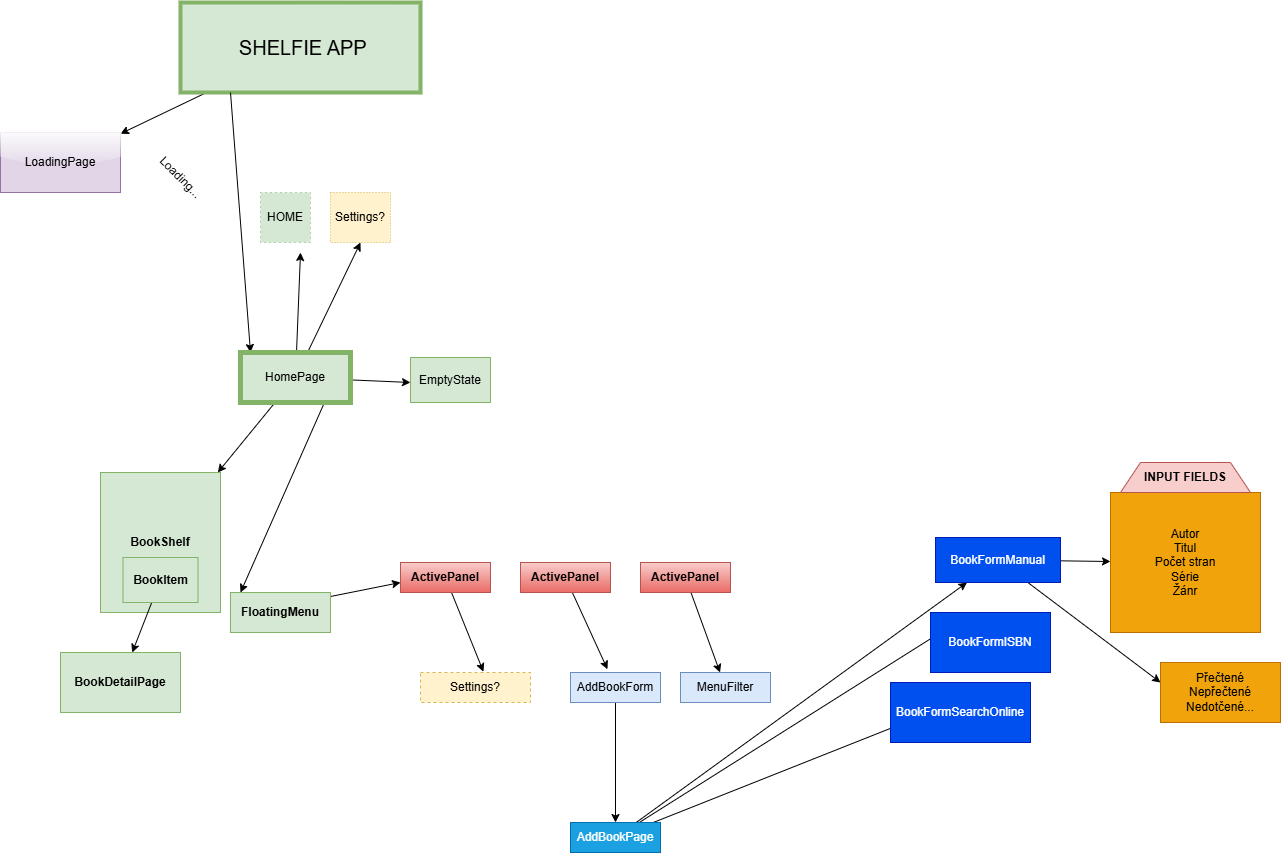 SHELFIE APP
LoadingPage
Loading...
HOME
Settings?
HomePage
EmptyState
BookShelf
BookItem
BookDetailPage
FloatingMenu
ActivePanel
ActivePanel
ActivePanel
Settings?
AddBookForm
MenuFilter
AddBookPage
BookFormManual
BookFormISBN
BookFormSearchOnline
INPUT FIELDS
Autor
Titul
Počet stran
Série
Žánr
Přečtené
Nepřečtené
Nedotčené...